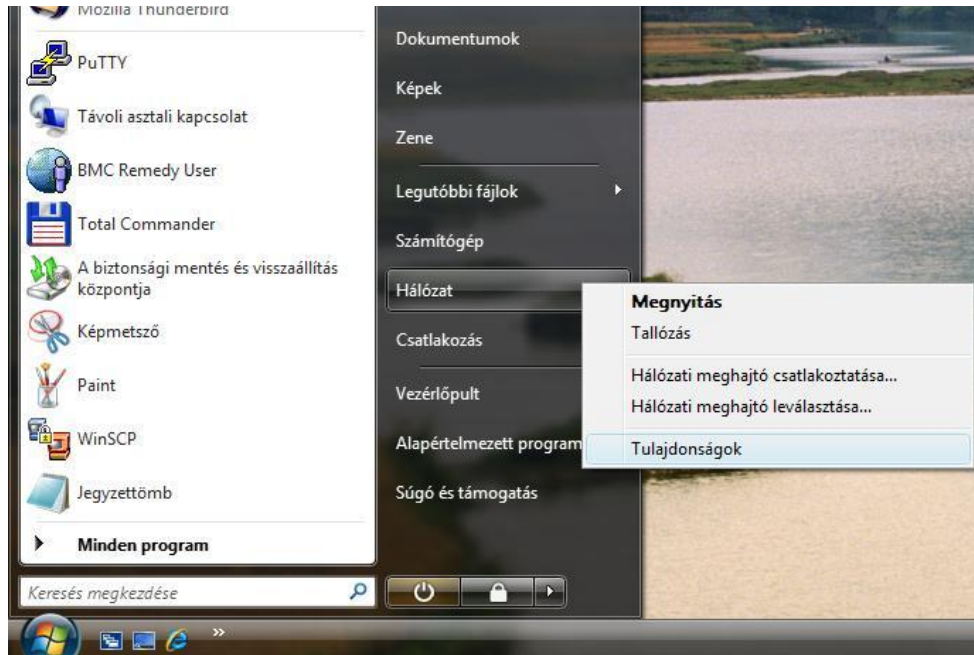 Mozilla Thunderbird
PuTTY
Távoli asztali kapcsolat
BMC Remedy User
Total Commander
A biztonsági mentés és visszaállítás
központja
Képmetsző
Paint
WinSCP
Jegyzettömb
Minden program
Keresés megkezdése
Dokumentumok
Képek
Zene
Legutóbbi fájlok
Számítógép
Hálózat
Csatlakozás
Vezérlőpult
Alapértelmezett program
Súgó és támogatás
Megnyitás
Tallózás
Hálózati meghajtó csatlakoztatása...
Hálózati meghajtó leválasztása...
Tulajdonságok
»